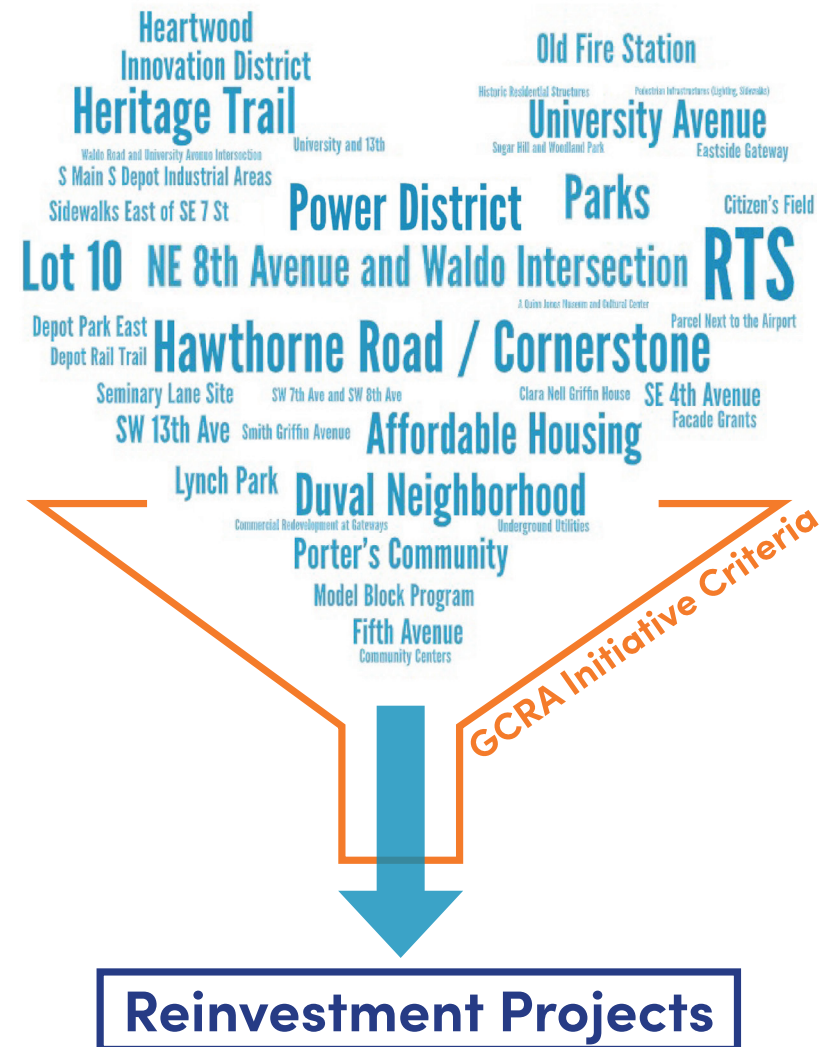 Heartwood
Innovation District
Heritage Trail
Old Fire Station
Historic Residential Structures
Pedestrian Infrastructures (Lighting, Sidewalks)
University Avenue
Waldo Road and University Avenue Intersection
University and 13th
Sugar Hill and Woodland Park
Eastside Gateway
S Main S Depot Industrial Areas
Sidewalks East of SE 7 St
Power District
Parks
Citizen's Field
Lot 10
NE 8th Avenue and Waldo Intersection
RTS
A Quinn Jones Museum and Cultural Center
Parcel Next to the Airport
Depot Park East
Depot Rail Trail
Hawthorne Road / Cornerstone
Seminary Lane Site
SW 7th Ave and SW 8th Ave
Clara Nell Griffin House
SE 4th Avenue
Facade Grants
SW 13th Ave
Smith Griffin Avenue
Affordable Housing
Lynch Park
Duval Neighborhood
Commercial Redevelopment at Gateways
Underground Utilities
Porter's Community
Model Block Program
Fifth Avenue
Community Centers
GCRA Initiative Criteria
Reinvestment Projects